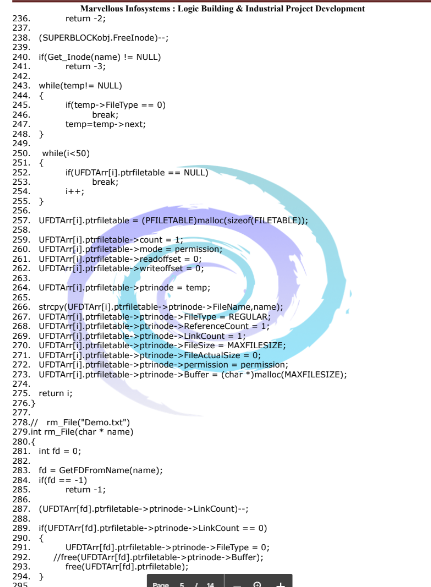 Marvellous Infosystems : Logic Building & Industrial Project Development
236. return -2;
237.
238. (SUPERBLOCKobj.FreeInode)--;
239.
240. if(Get_Inode(name) != NULL)
241. return -3;
242.
243. while(temp!= NULL)
244. {
245. if(temp->FileType == 0)
246. break;
247. temp=temp->next;
248. }
249.
250. while(i<50)
251. {
252. if(UFDTArr[i].ptrfiletable == NULL)
253. break;
254. i++;
255. }
256.
257. UFDTArr[i].ptrfiletable = (PFILETABLE)malloc(sizeof(FILETABLE));
258.
259. UFDTArr[i].ptrfiletable->count = 1;
260. UFDTArr[i].ptrfiletable->mode = permission;
261. UFDTArr[i].ptrfiletable->readoffset = 0;
262. UFDTArr[i].ptrfiletable->writeoffset = 0;
263.
264. UFDTArr[i].ptrfiletable->ptrinode = temp;
265.
266. strcpy(UFDTArr[i].ptrfiletable->ptrinode->FileName,name);
267. UFDTArr[i].ptrfiletable->ptrinode->FileType = REGULAR;
268. UFDTArr[i].ptrfiletable->ptrinode->ReferenceCount = 1;
269. UFDTArr[i].ptrfiletable->ptrinode->LinkCount = 1;
270. UFDTArr[i].ptrfiletable->ptrinode->FileSize = MAXFILESIZE;
271. UFDTArr[i].ptrfiletable->ptrinode->FileActualSize = 0;
272. UFDTArr[i].ptrfiletable->ptrinode->permission = permission;
273. UFDTArr[i].ptrfiletable->ptrinode->Buffer = (char *)malloc(MAXFILESIZE);
274.
275. return i;
276.}
277.
278.// rm_File("Demo.txt")
279.int rm_File(char * name)
280.{
281. int fd = 0;
282.
283. fd = GetFDFromName(name);
284. if(fd == -1)
285. return -1;
286.
287. (UFDTArr[fd].ptrfiletable->ptrinode->LinkCount)--;
288.
289. if(UFDTArr[fd].ptrfiletable->ptrinode->LinkCount == 0)
290. {
291. UFDTArr[fd].ptrfiletable->ptrinode->FileType = 0;
292. //free(UFDTArr[fd].ptrfiletable->ptrinode->Buffer);
293. free(UFDTArr[fd].ptrfiletable);
294. }
295.
Page 5 / 14 — +